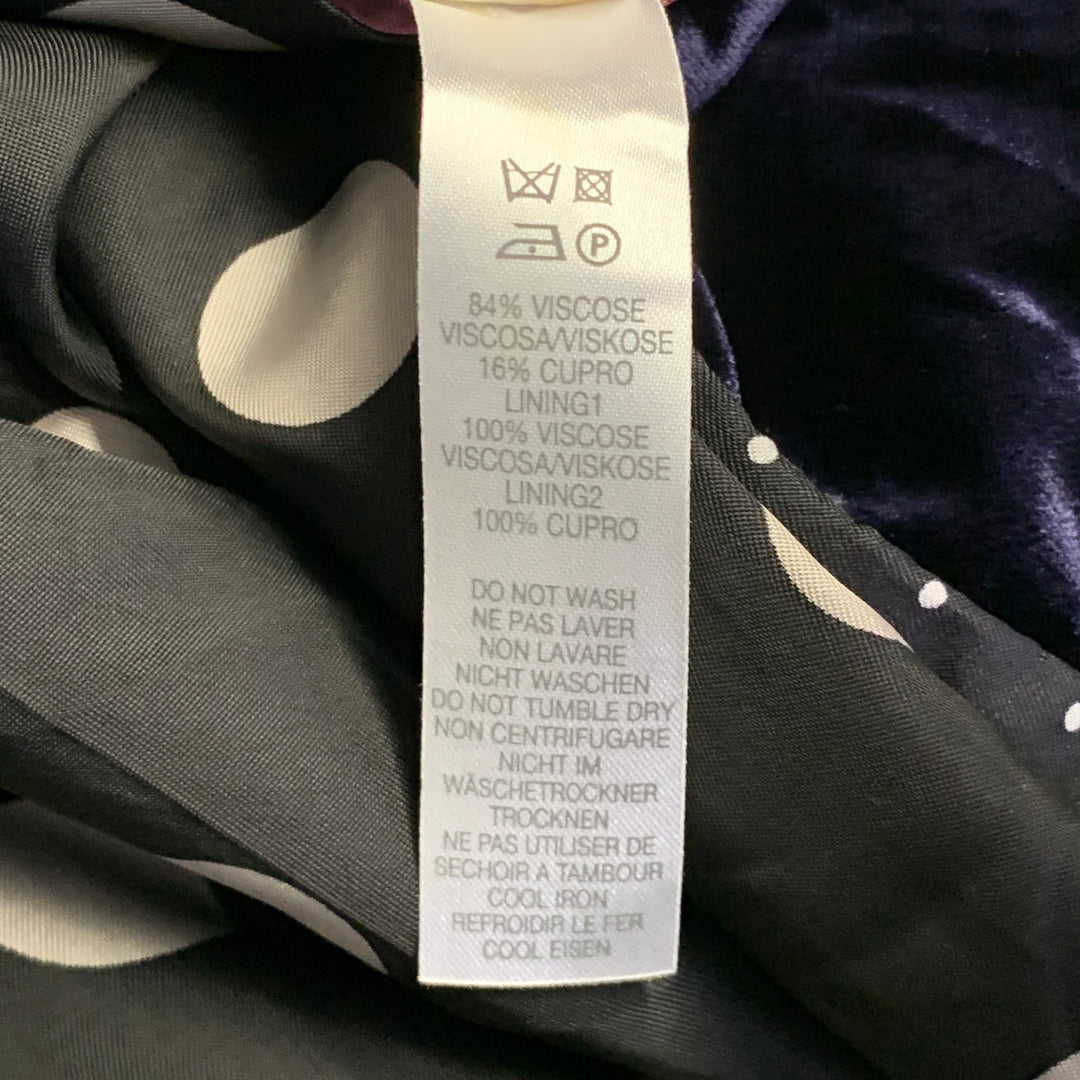 P
84% VISCOSE
VISCOSA/VISKOSE
16% CUPRO
LINING1
100% VISCOSE
VISCOSA/VISKOSE
LINING2
100% CUPRO
DO NOT WASH
NE PAS LAVER
NON LAVARE
NICHT WASCHEN
DO NOT TUMBLE DRY
NON CENTRIFUGARE
NICHT IM
WÄSCHETROCKNER
TROCKNEN
NE PAS UTILISER DE
SECHOIR A TAMBOUR
COOL IRON
REFROIDIR LE FER
COOL EISEN